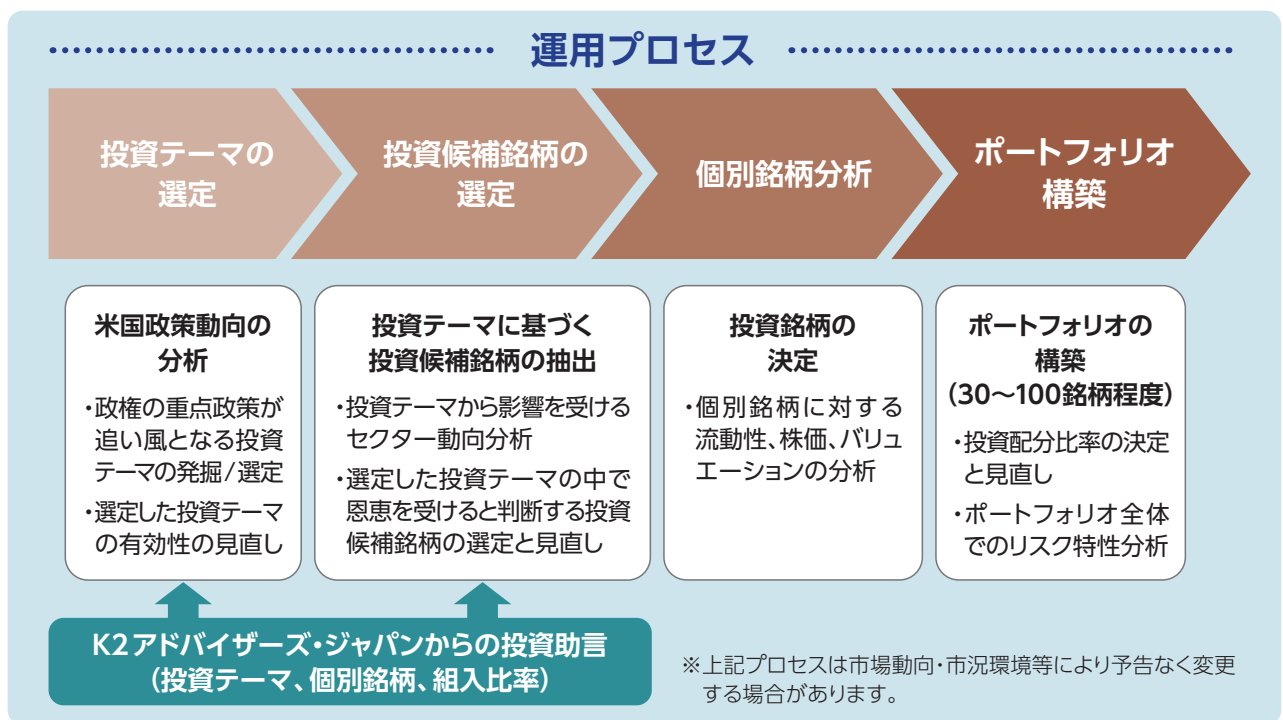 運用プロセス
投資テーマの
選定
投資候補銘柄の
選定
個別銘柄分析
ポートフォリオ
構築
米国政策動向の
分析
・政権の重点政策が
追い風となる投資
テーマの発掘/選定
・選定した投資テーマ
の有効性の見直し
投資テーマに基づく
投資候補銘柄の抽出
・投資テーマから影響を受ける
セクター動向分析
・選定した投資テーマの中で
恩恵を受けると判断する投資
候補銘柄の選定と見直し
投資銘柄の
決定
・個別銘柄に対する
流動性、株価、バリュ
エーションの分析
ポートフォリオの
構築
(30～100銘柄程度)
・投資配分比率の決定
と見直し
・ポートフォリオ全体
でのリスク特性分析
K2アドバイザーズ・ジャパンからの投資助言
(投資テーマ、個別銘柄、組入比率)
※上記プロセスは市場動向・市況環境等により予告なく変更
する場合があります。